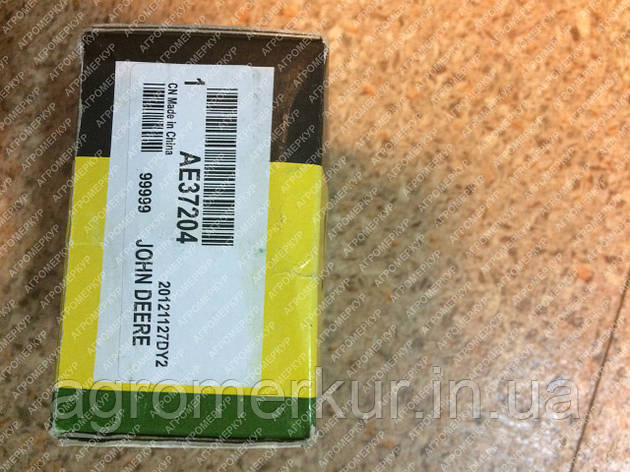 1
CN Made in China
AE37204
99999
20121127DY2
JOHN DEERE
agromerkur.in.ua
АГРОМЕРКУР